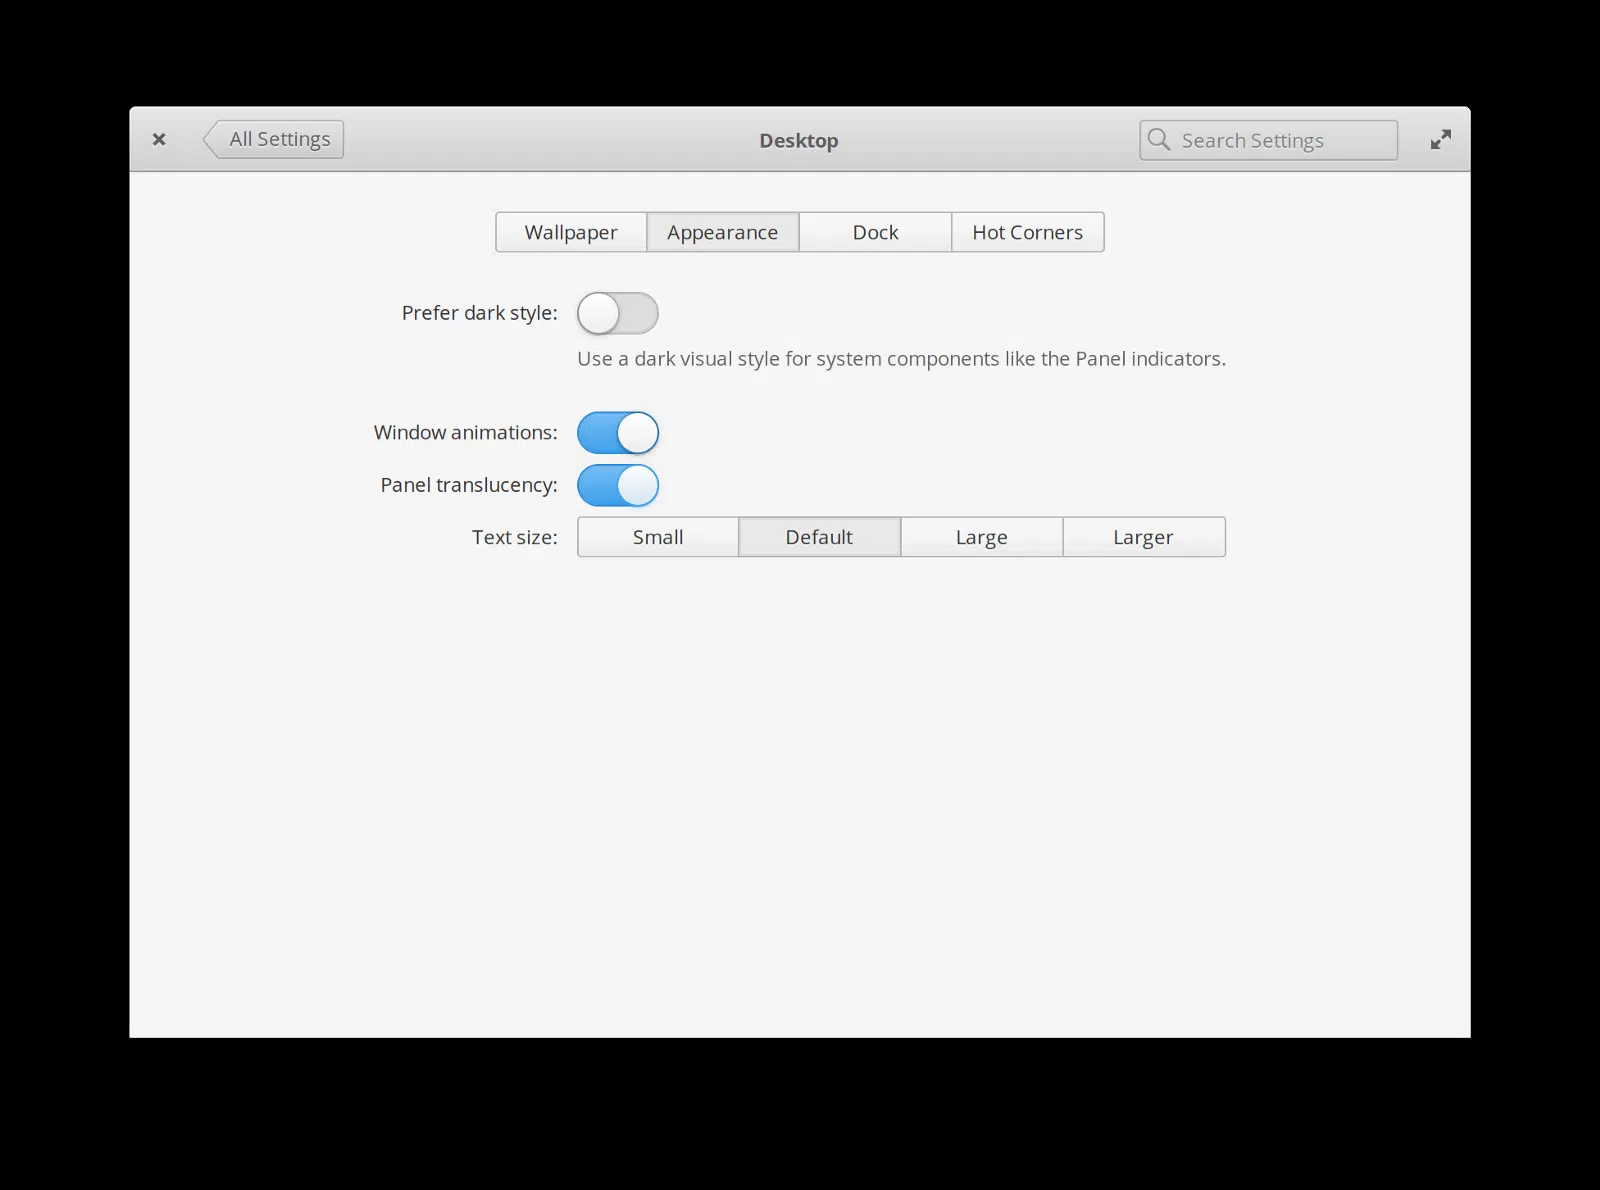 All Settings
Desktop
Search Settings
Wallpaper
Appearance
Dock
Hot Corners
Prefer dark style:
Use a dark visual style for system components like the Panel indicators.
Window animations:
Panel translucency:
Text size:
Small
Default
Large
Larger